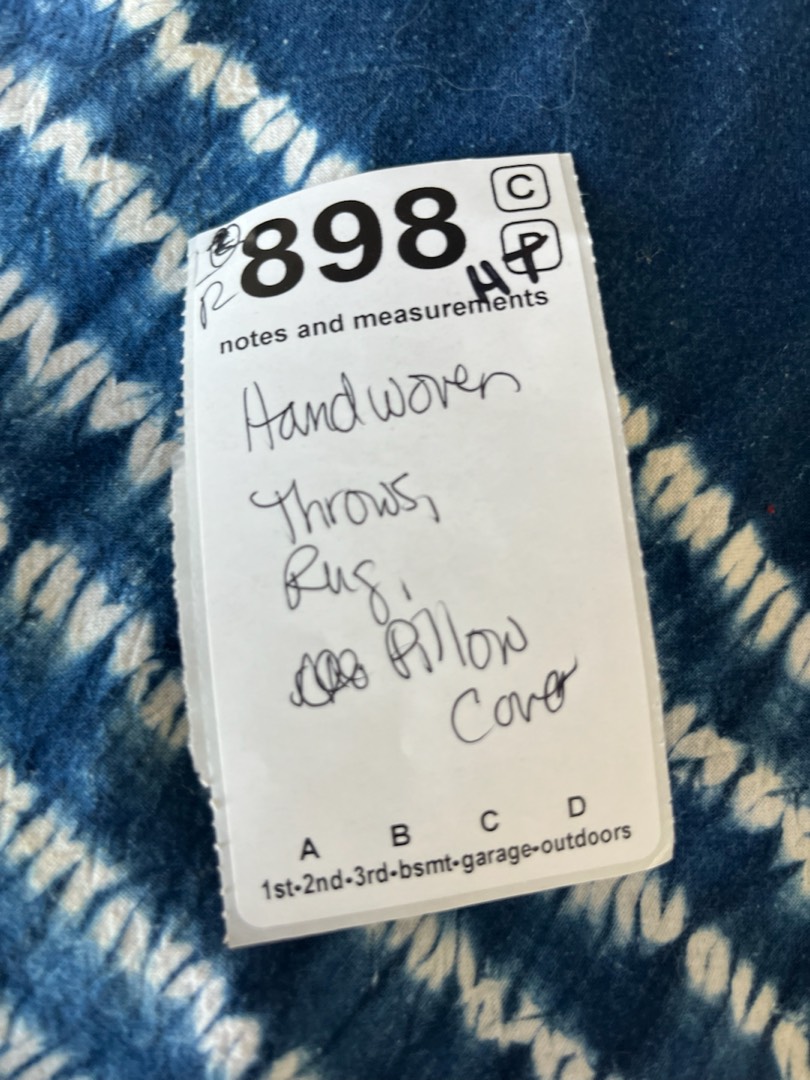 898 C
R HP
notes and measurements
Handwoven
Throws,
Rug,
Pillow
Cover
A B C D
1st-2nd-3rd-bsmt-garage-outdoors